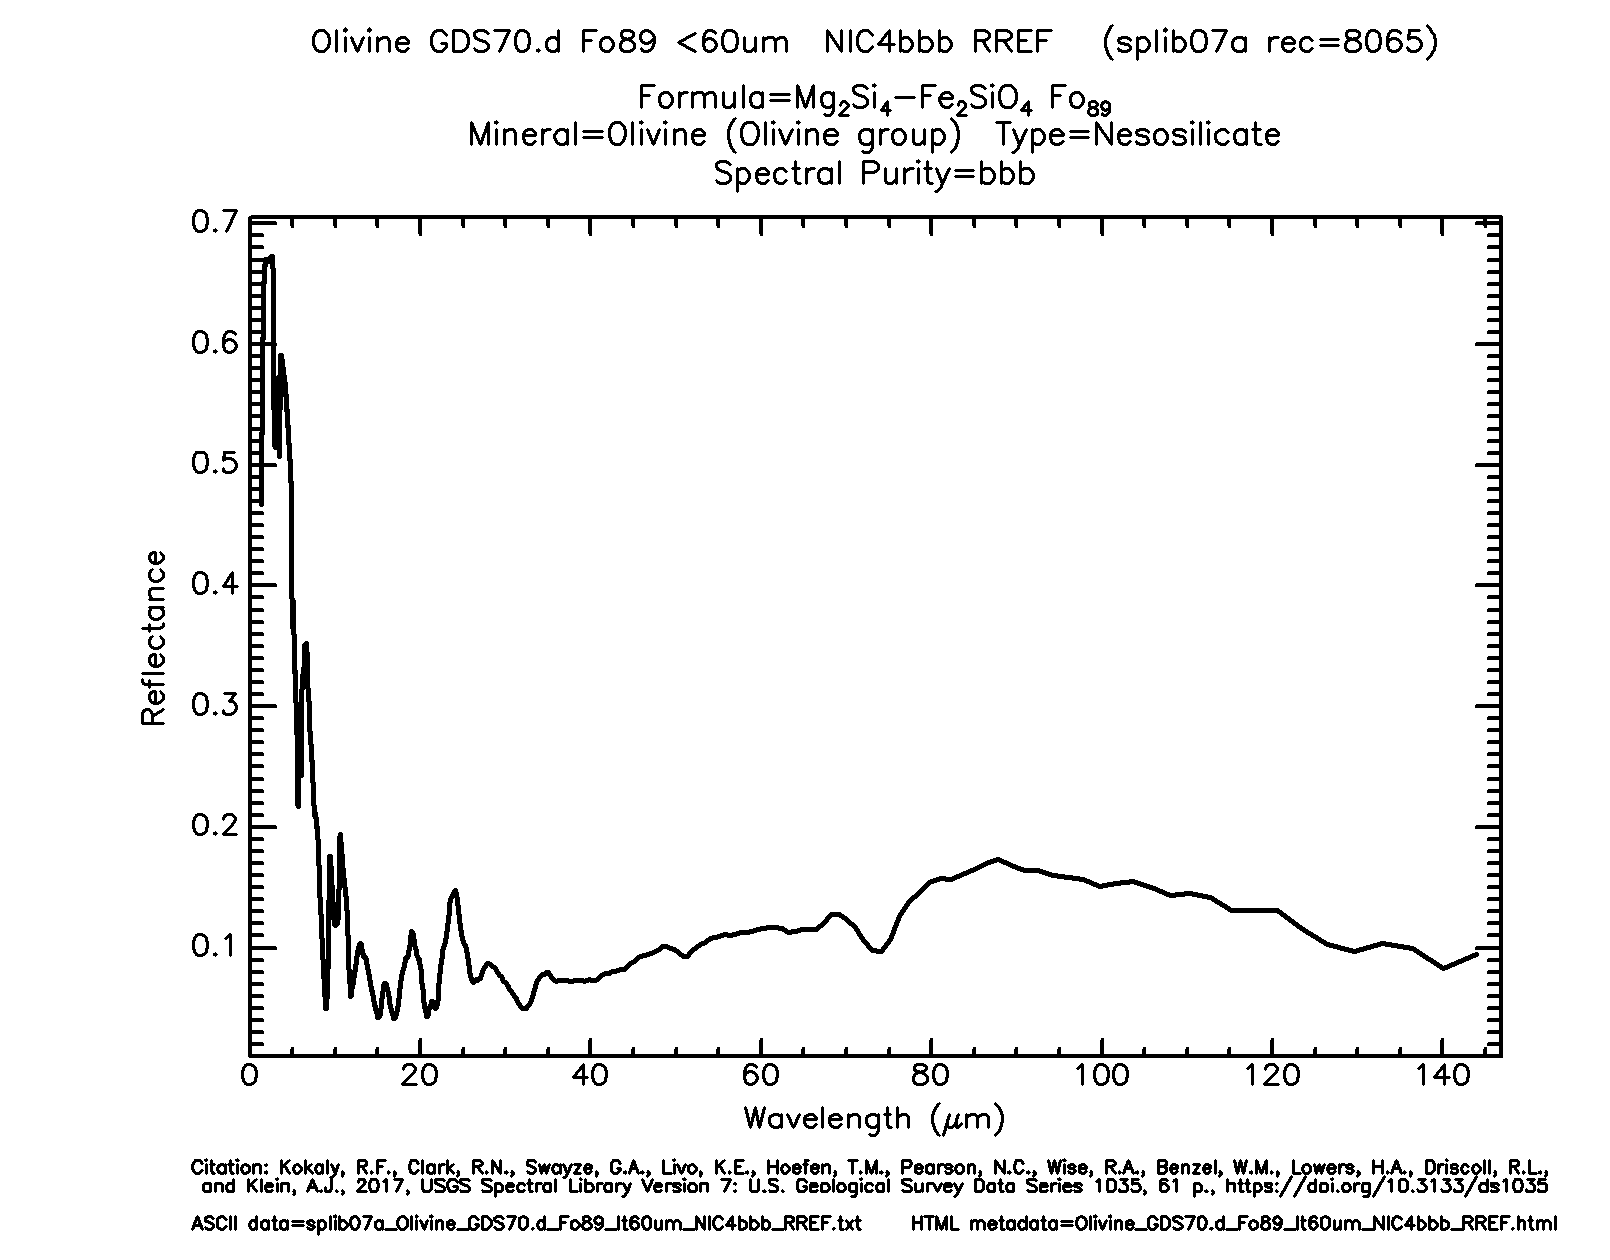 Olivine GDS70.d Fo89 <60um NIC4bbb RREF (splib07a rec=8065)
Formula=Mg₂Si₄−Fe₂SiO₄ Fo₈₉
Mineral=Olivine (Olivine group) Type=Nesosilicate
Spectral Purity=bbb
0.7
0.6
0.5
0.4
0.3
0.2
0.1
Reflectance
0 20 40 60 80 100 120 140
Wavelength (μm)
Citation: Kokaly, R.F., Clark, R.N., Swayze, G.A., Livo, K.E., Hoefen, T.M., Pearson, N.C., Wise, R.A., Benzel, W.M., Lowers, H.A., Driscoll, R.L.,
and Klein, A.J., 2017, USGS Spectral Library Version 7: U.S. Geological Survey Data Series 1035, 61 p., https://doi.org/10.3133/ds1035
ASCII data=splib07a_Olivine_GDS70.d_Fo89_lt60um_NIC4bbb_RREF.txt HTML metadata=Olivine_GDS70.d_Fo89_lt60um_NIC4bbb_RREF.html